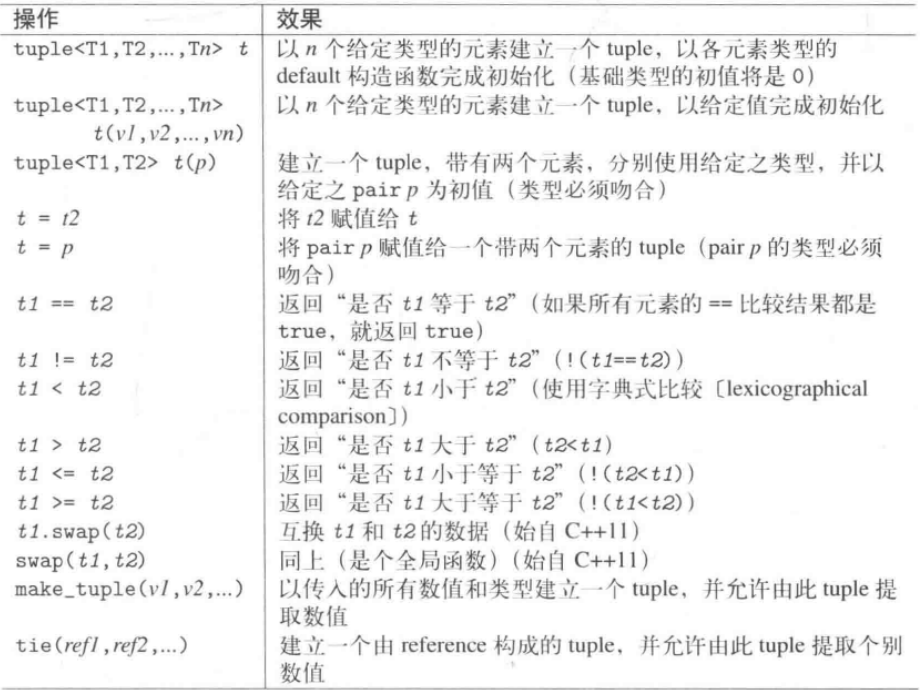 操作 效果
tuple<T1,T2,...,Tn> t 以 n 个给定类型的元素建立一个 tuple，以各元素类型的
default 构造函数完成初始化（基础类型的初值将是 0）
tuple<T1,T2,...,Tn> 以 n 个给定类型的元素建立一个 tuple，以给定值完成初始化
t(v1,v2,...,vn)
tuple<T1,T2> t(p) 建立一个 tuple，带有两个元素，分别使用给定之类型，并以
给定之 pair p 为初值（类型必须吻合）
t = t2 将 t2 赋值给 t
t = p 将 pair p 赋值给一个带两个元素的 tuple（pair p 的类型必须
吻合）
t1 == t2 返回“是否 t1 等于 t2”（如果所有元素的 == 比较结果都是
true，就返回 true）
t1 != t2 返回“是否 t1 不等于 t2”（!(t1==t2)）
t1 < t2 返回“是否 t1 小于 t2”（使用字典式比较〔lexicographical
comparison〕）
t1 > t2 返回“是否 t1 大于 t2”（t2<t1）
t1 <= t2 返回“是否 t1 小于等于 t2”（!(t2<t1)）
t1 >= t2 返回“是否 t1 大于等于 t2”（!(t1<t2)）
t1.swap(t2) 互换 t1 和 t2 的数据（始自 C++11）
swap(t1,t2) 同上（是个全局函数）（始自 C++11）
make_tuple(v1,v2,...) 以传入的所有数值和类型建立一个 tuple，并允许由此 tuple 提
取数值
tie(ref1,ref2,...) 建立一个由 reference 构成的 tuple，并允许由此 tuple 提取个别
数值